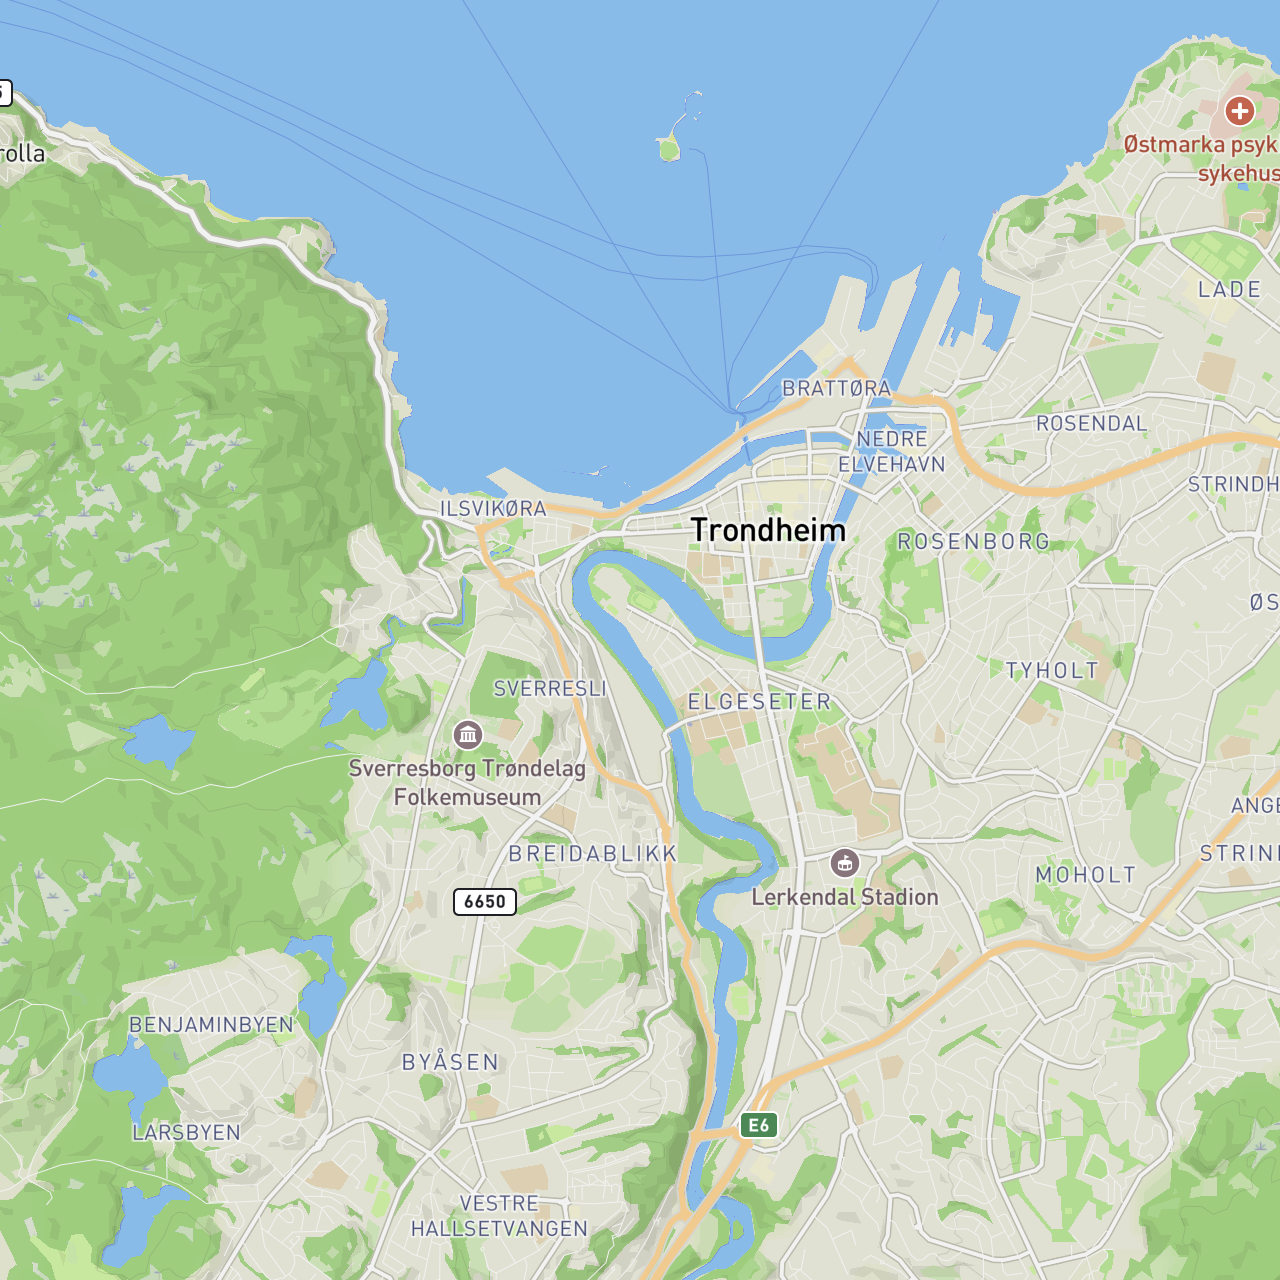 Østmarka psyk
sykehus
LADE
BRATTØRA
ROSENDAL
NEDRE
ELVEHAVN
STRINDH
ILSVIKØRA
Trondheim
ROSENBORG
ØS
TYHOLT
SVERRESLI
ELGESETER
Sverresborg Trøndelag
Folkemuseum
ANGE
BREIDABLIKK
STRIN
MOHOLT
Lerkendal Stadion
6650
BENJAMINBYEN
BYÅSEN
E6
LARSBYEN
VESTRE
HALLSETVANGEN
rolla